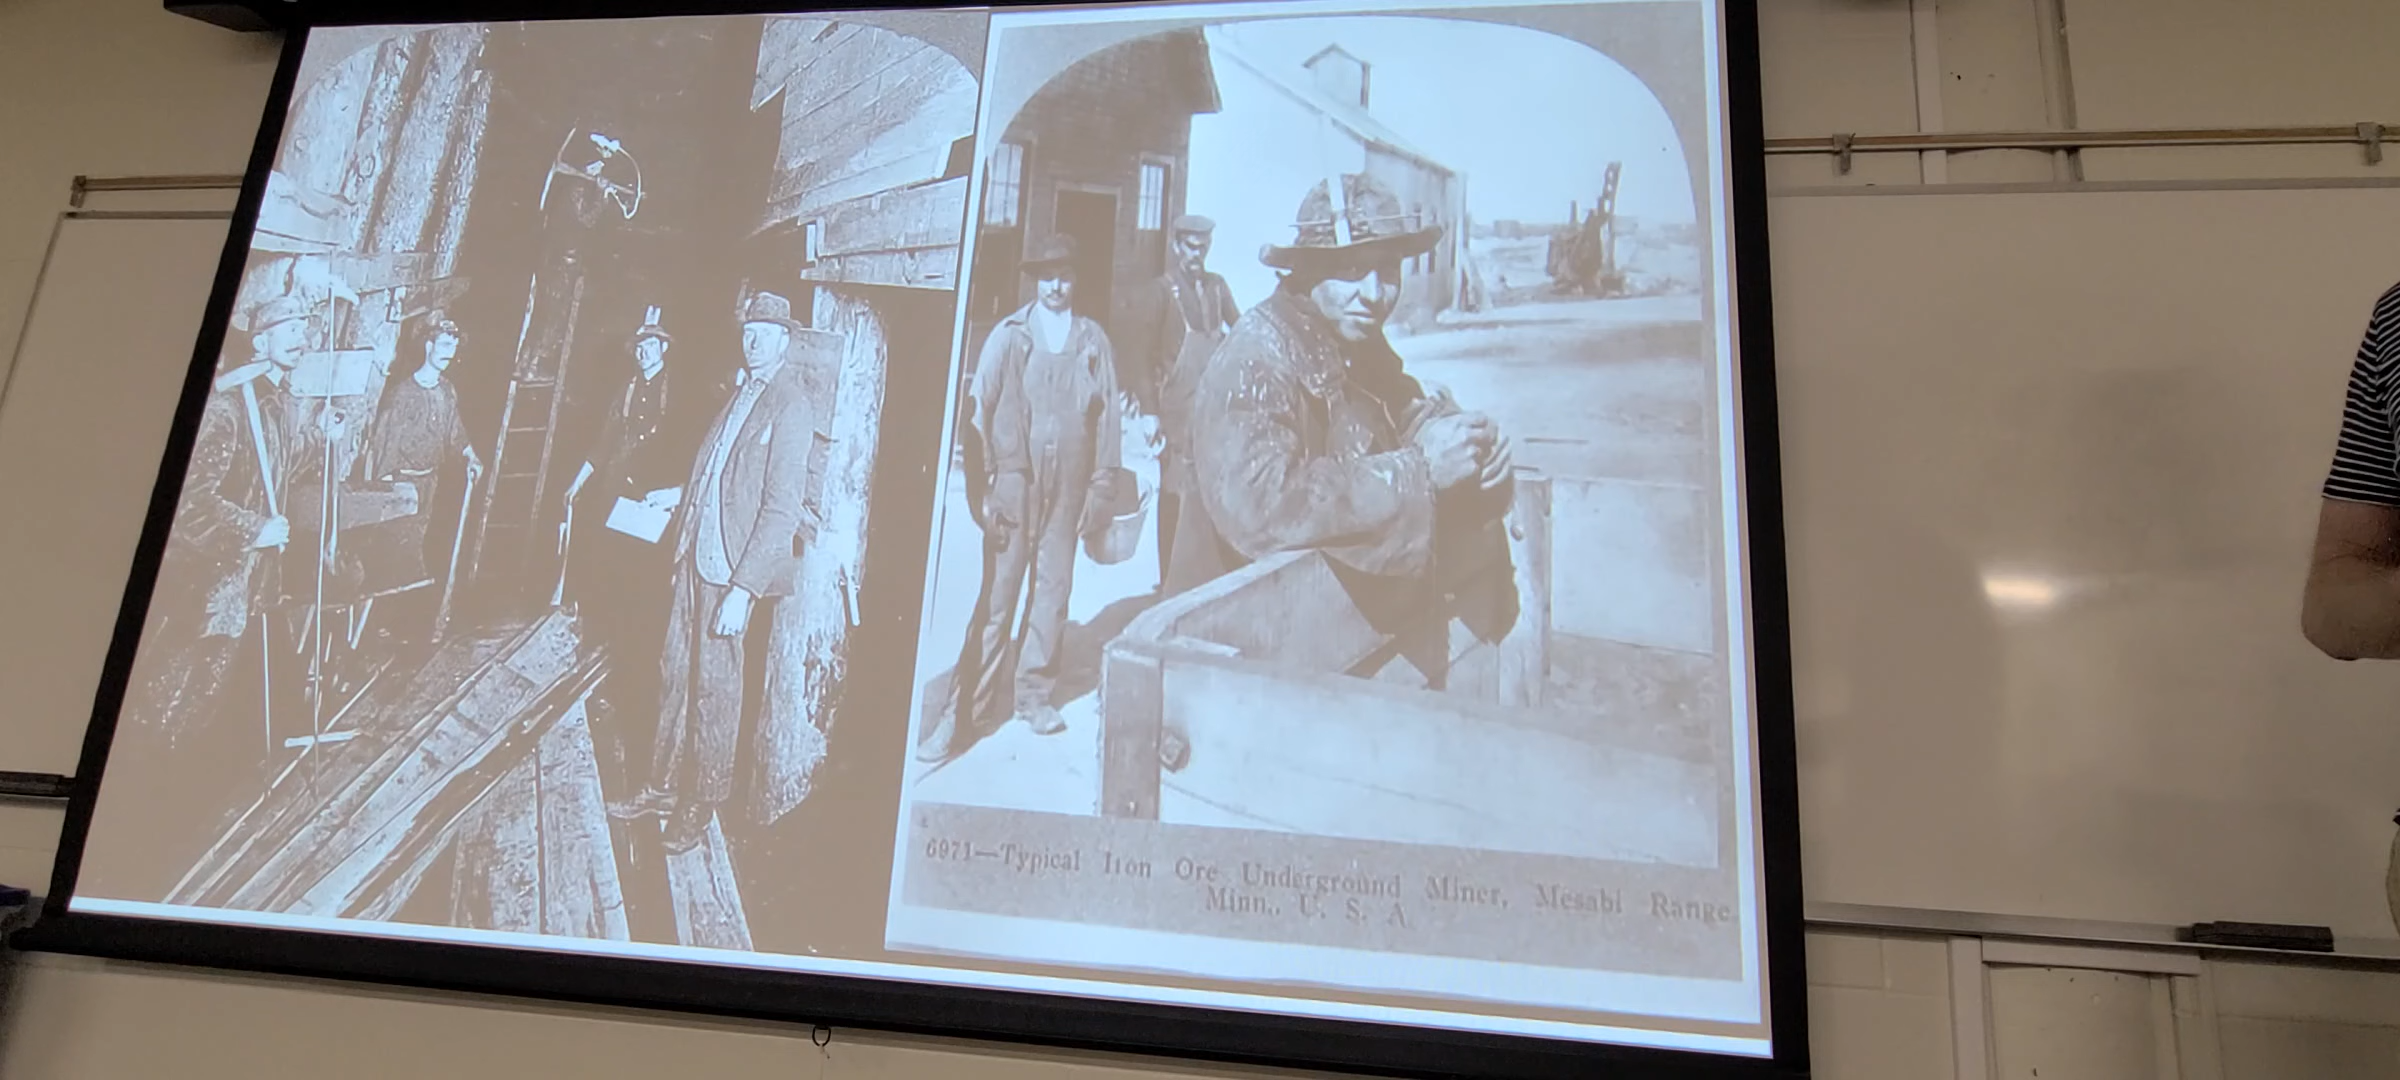 6971—Typical Iron Ore Underground Miner, Mesabi Range
Minn., U. S. A.